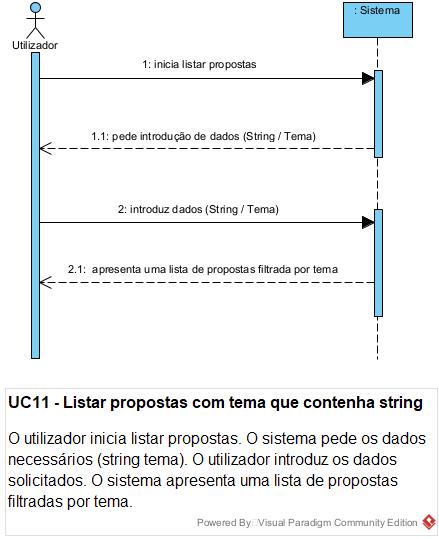 : Sistema
Utilizador
1: inicia listar propostas
1.1: pede introdução de dados (String / Tema)
2: introduz dados (String / Tema)
2.1: apresenta uma lista de propostas filtrada por tema
UC11 - Listar propostas com tema que contenha string
O utilizador inicia listar propostas. O sistema pede os dados
necessários (string tema). O utilizador introduz os dados
solicitados. O sistema apresenta uma lista de propostas
filtradas por tema.
Powered By Visual Paradigm Community Edition